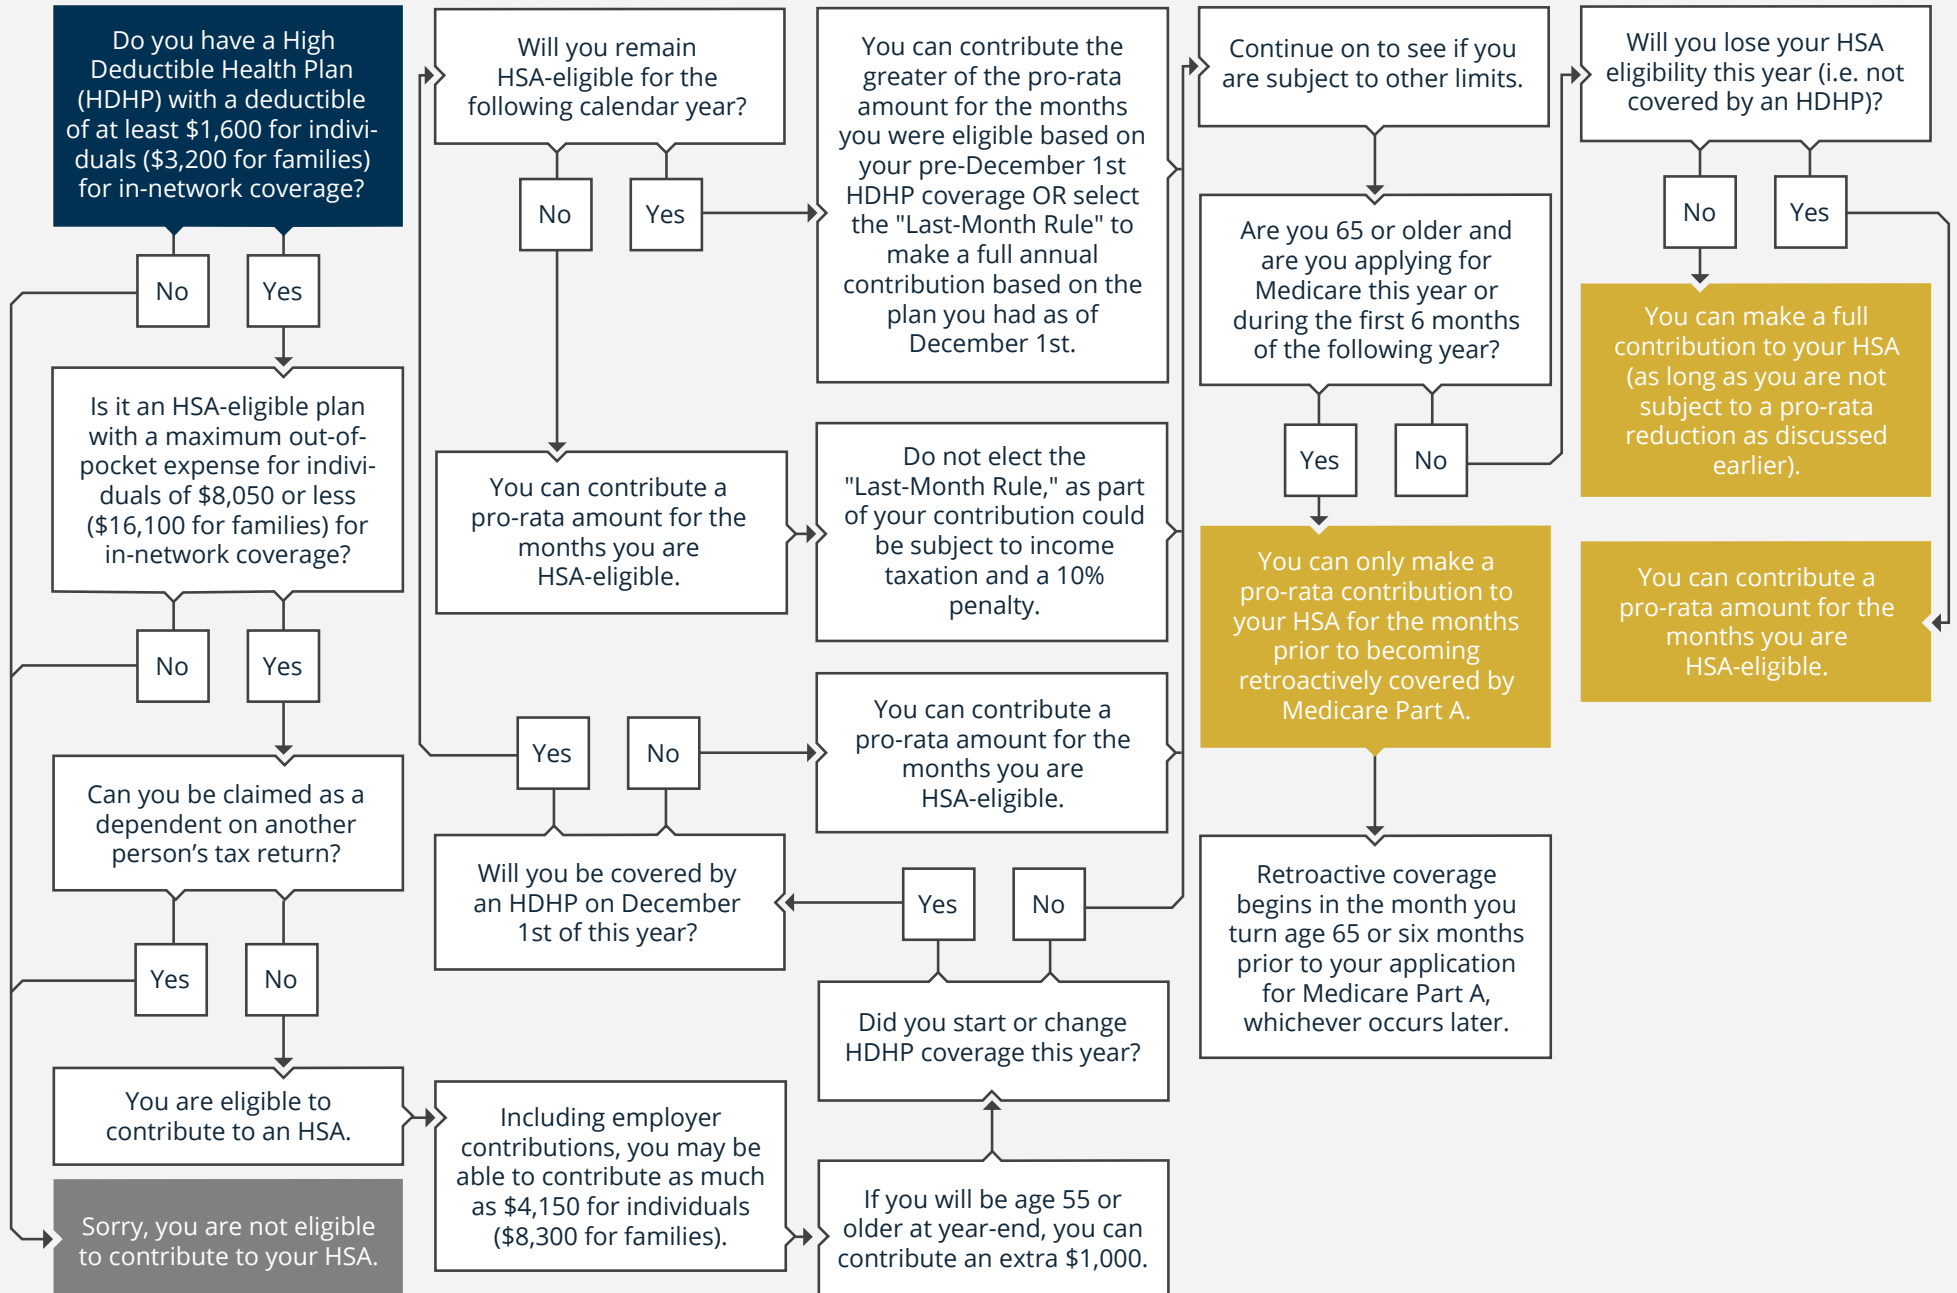 Do you have a High
Deductible Health Plan
(HDHP) with a deductible
of at least $1,600 for indivi-
duals ($3,200 for families)
for in-network coverage?
No
Yes
Is it an HSA-eligible plan
with a maximum out-of-
pocket expense for indivi-
duals of $8,050 or less
($16,100 for families) for
in-network coverage?
No
Yes
Can you be claimed as a
dependent on another
person’s tax return?
Yes
No
You are eligible to
contribute to an HSA.
Sorry, you are not eligible
to contribute to your HSA.
Including employer
contributions, you may be
able to contribute as much
as $4,150 for individuals
($8,300 for families).
If you will be age 55 or
older at year-end, you can
contribute an extra $1,000.
Did you start or change
HDHP coverage this year?
Yes
No
Will you be covered by
an HDHP on December
1st of this year?
Yes
No
You can contribute a
pro-rata amount for the
months you are
HSA-eligible.
Will you remain
HSA-eligible for the
following calendar year?
No
Yes
You can contribute a
pro-rata amount for the
months you are
HSA-eligible.
Do not elect the
"Last-Month Rule," as part
of your contribution could
be subject to income
taxation and a 10%
penalty.
You can contribute the
greater of the pro-rata
amount for the months
you were eligible based on
your pre-December 1st
HDHP coverage OR select
the "Last-Month Rule" to
make a full annual
contribution based on the
plan you had as of
December 1st.
Continue on to see if you
are subject to other limits.
Are you 65 or older and
are you applying for
Medicare this year or
during the first 6 months
of the following year?
Yes
No
You can only make a
pro-rata contribution to
your HSA for the months
prior to becoming
retroactively covered by
Medicare Part A.
Retroactive coverage
begins in the month you
turn age 65 or six months
prior to your application
for Medicare Part A,
whichever occurs later.
Will you lose your HSA
eligibility this year (i.e. not
covered by an HDHP)?
No
Yes
You can make a full
contribution to your HSA
(as long as you are not
subject to a pro-rata
reduction as discussed
earlier).
You can contribute a
pro-rata amount for the
months you are
HSA-eligible.